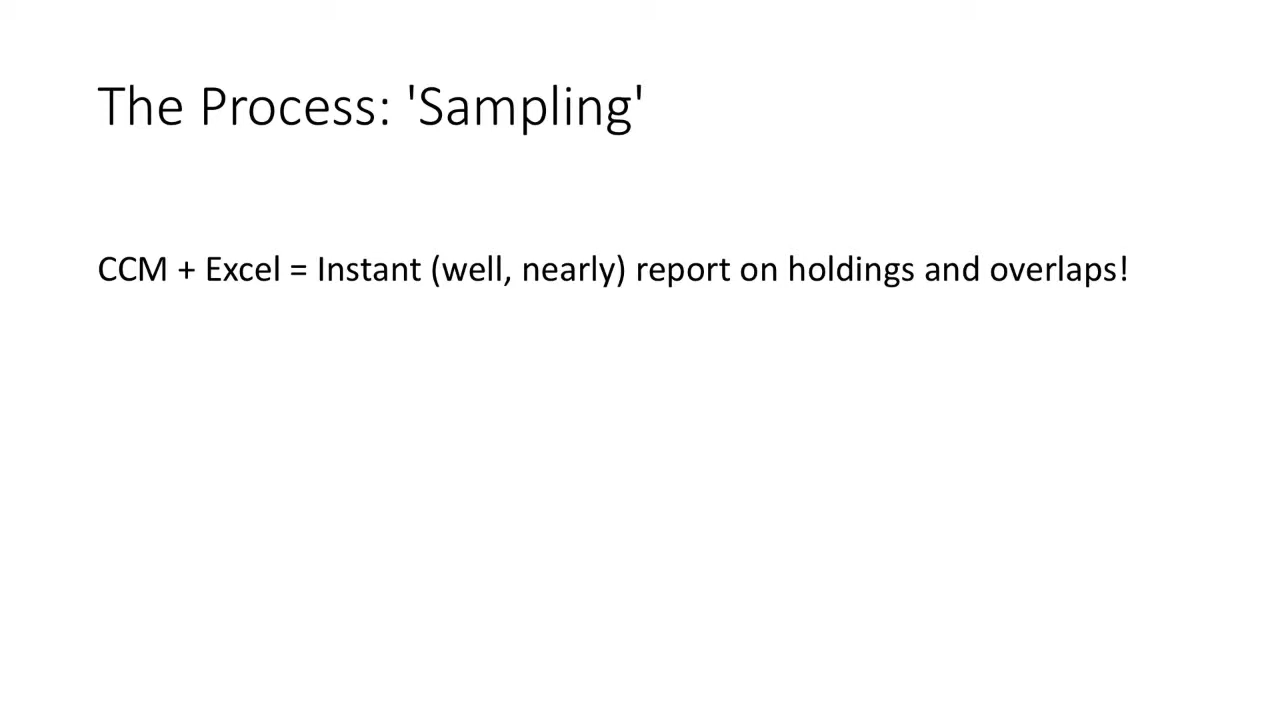 The Process: 'Sampling'
CCM + Excel = Instant (well, nearly) report on holdings and overlaps!